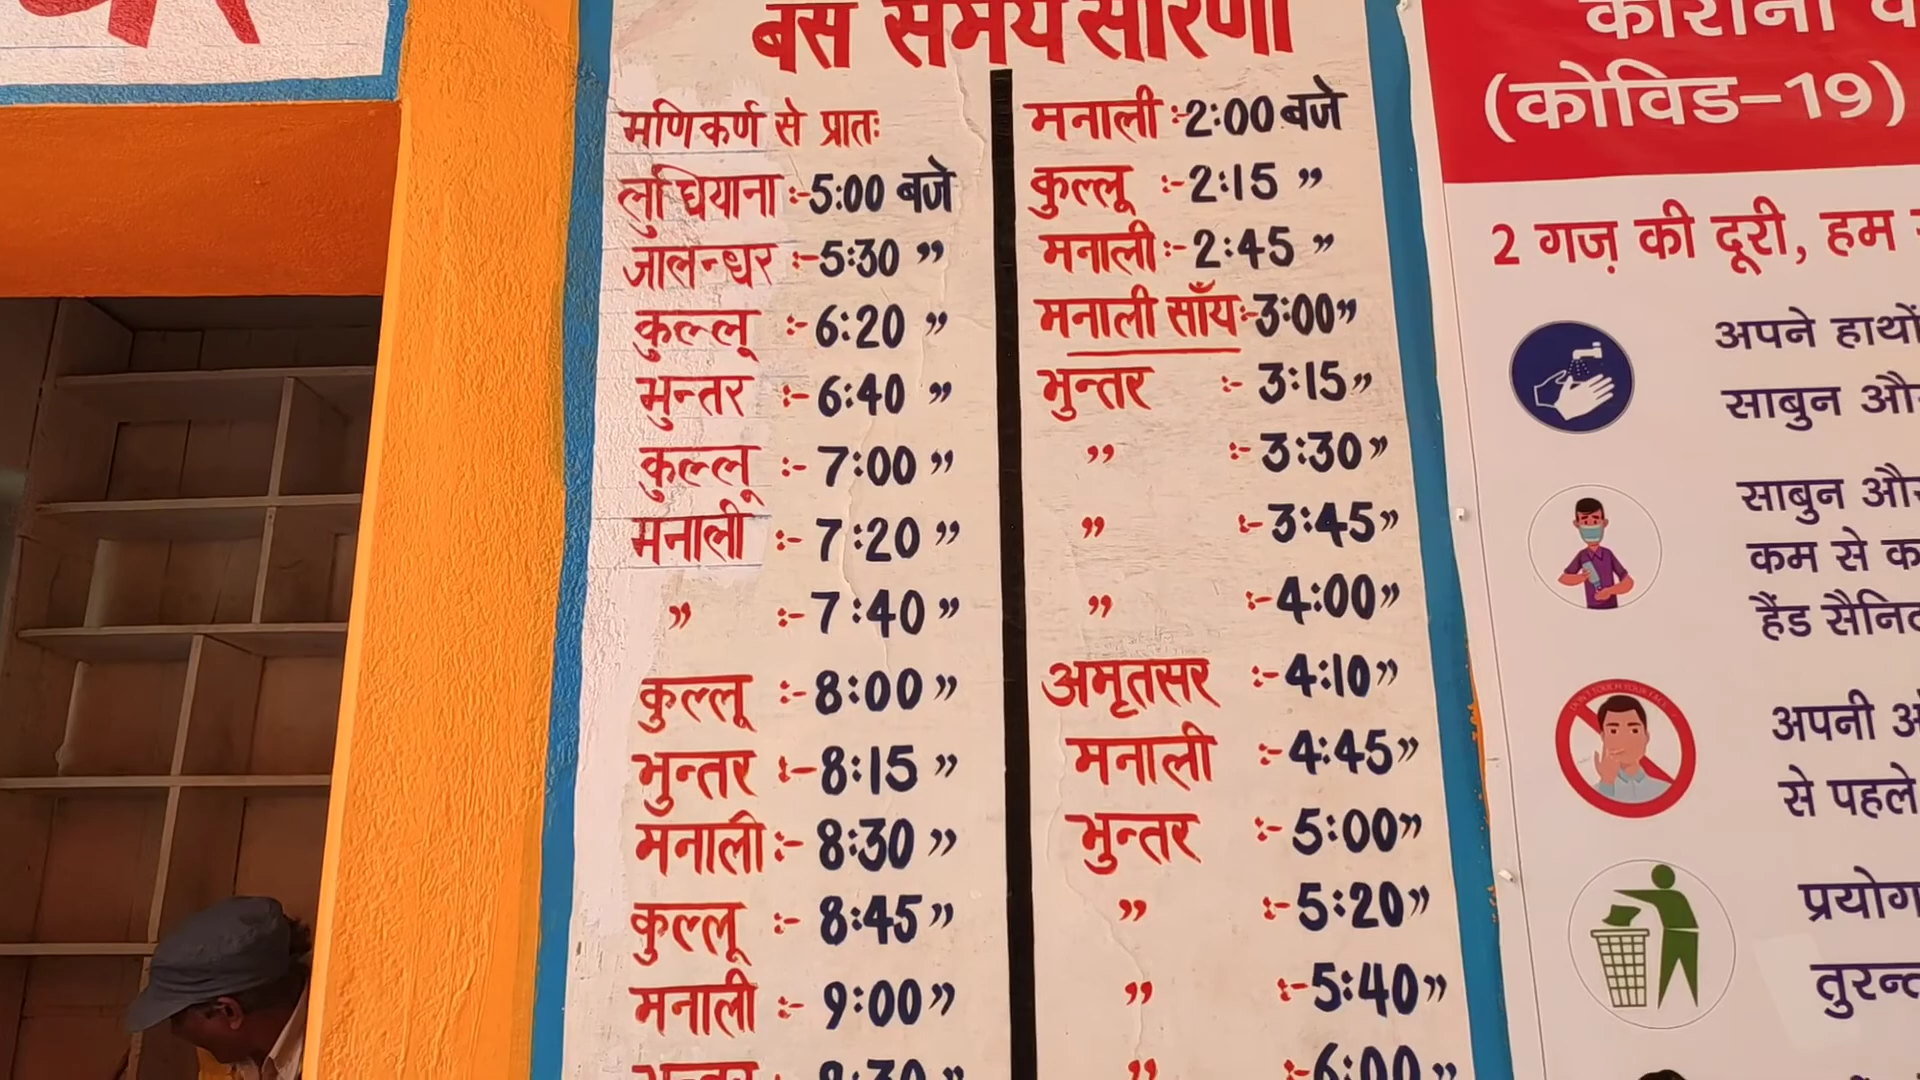 बस समय सारणी
मणिकर्ण से प्रातः
लुधियाना :-5:00 बजे
जालन्धर :-5:30 ”
कुल्लू :- 6:20 ”
भुन्तर :- 6:40 ”
कुल्लू :- 7:00 ”
मनाली :- 7:20 ”
” :- 7:40 ”
कुल्लू :- 8:00 ”
भुन्तर :- 8:15 ”
मनाली :- 8:30 ”
कुल्लू :- 8:45 ”
मनाली :- 9:00 ”
मनाली :-2:00 बजे
कुल्लू :-2:15 ”
मनाली :-2:45 ”
मनाली साँय:-3:00 ”
भुन्तर :- 3:15 ”
” :- 3:30 ”
” :- 3:45 ”
” :- 4:00 ”
अमृतसर :- 4:10 ”
मनाली :- 4:45 ”
भुन्तर :- 5:00 ”
” :- 5:20 ”
” :- 5:40 ”
” :- 6:00 ”
(कोविड-19)
2 गज़ की दूरी, हम
अपने हाथों
साबुन
साबुन
कम से
हैंड
अपनी
से पहले